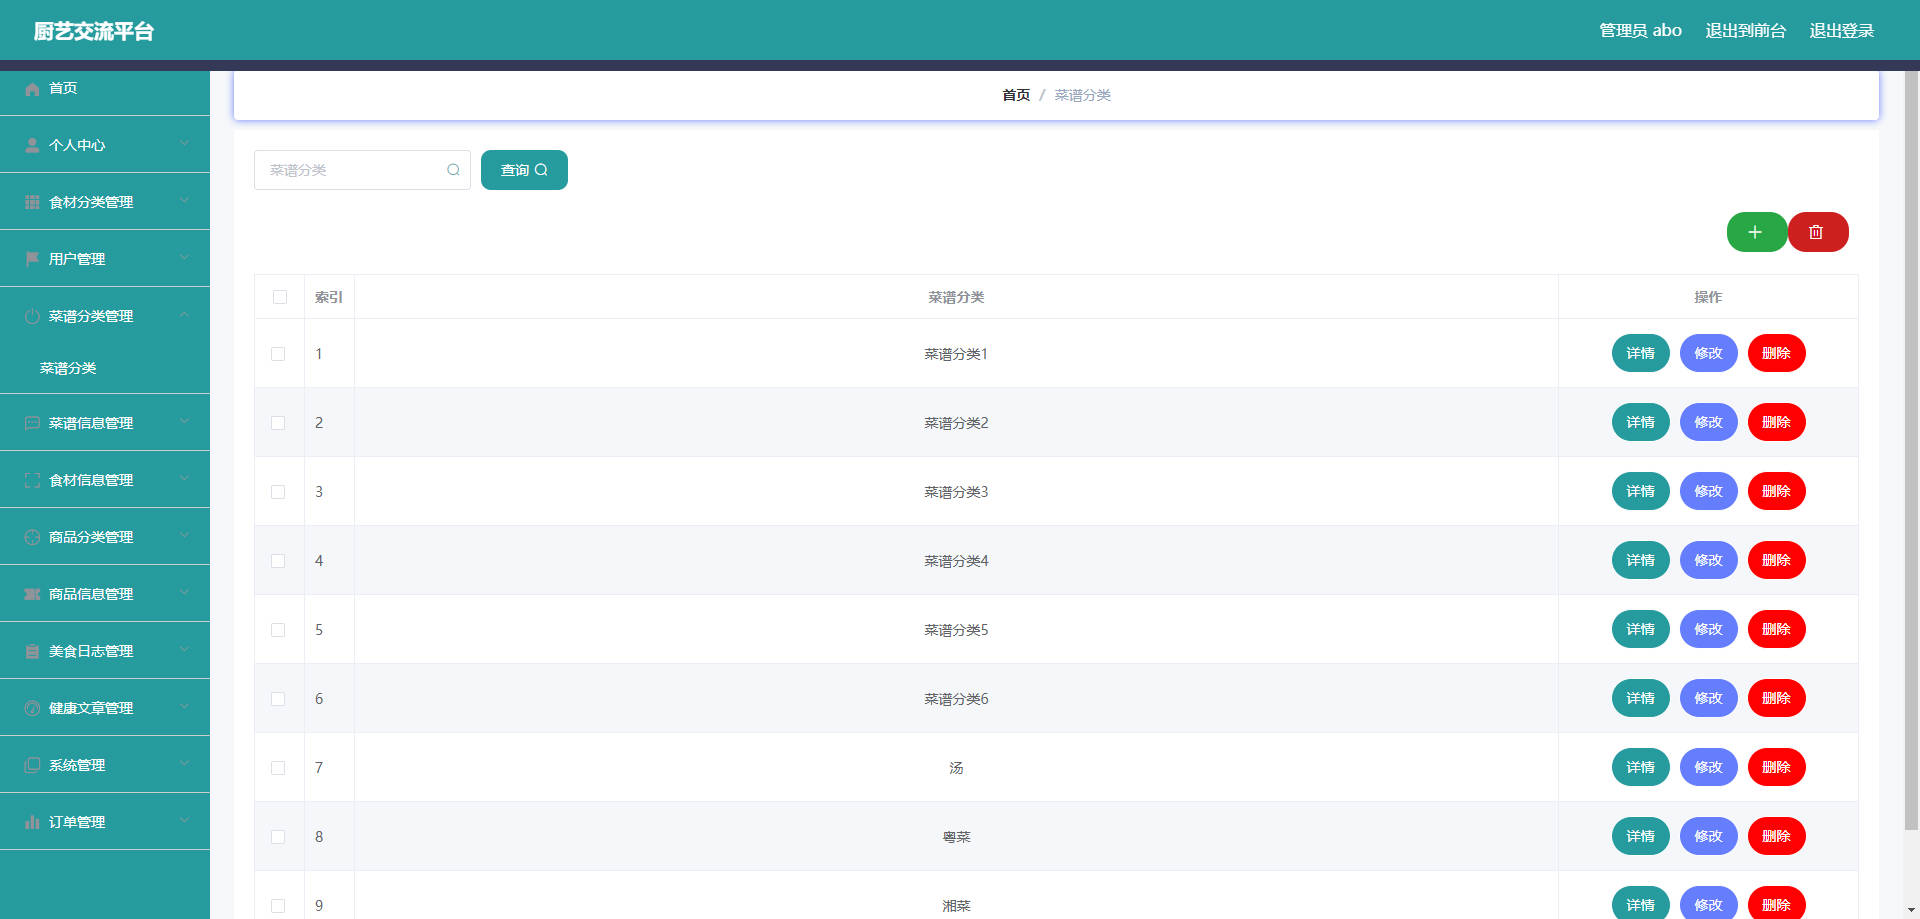 厨艺交流平台
管理员 abo 退出到前台 退出登录
首页
个人中心
食材分类管理
用户管理
菜谱分类管理
菜谱分类
菜谱信息管理
食材信息管理
商品分类管理
商品信息管理
美食日志管理
健康文章管理
系统管理
订单管理
首页 / 菜谱分类
菜谱分类 查询
索引 菜谱分类 操作
1 菜谱分类1 详情 修改 删除
2 菜谱分类2 详情 修改 删除
3 菜谱分类3 详情 修改 删除
4 菜谱分类4 详情 修改 删除
5 菜谱分类5 详情 修改 删除
6 菜谱分类6 详情 修改 删除
7 汤 详情 修改 删除
8 粤菜 详情 修改 删除
9 湘菜 详情 修改 删除